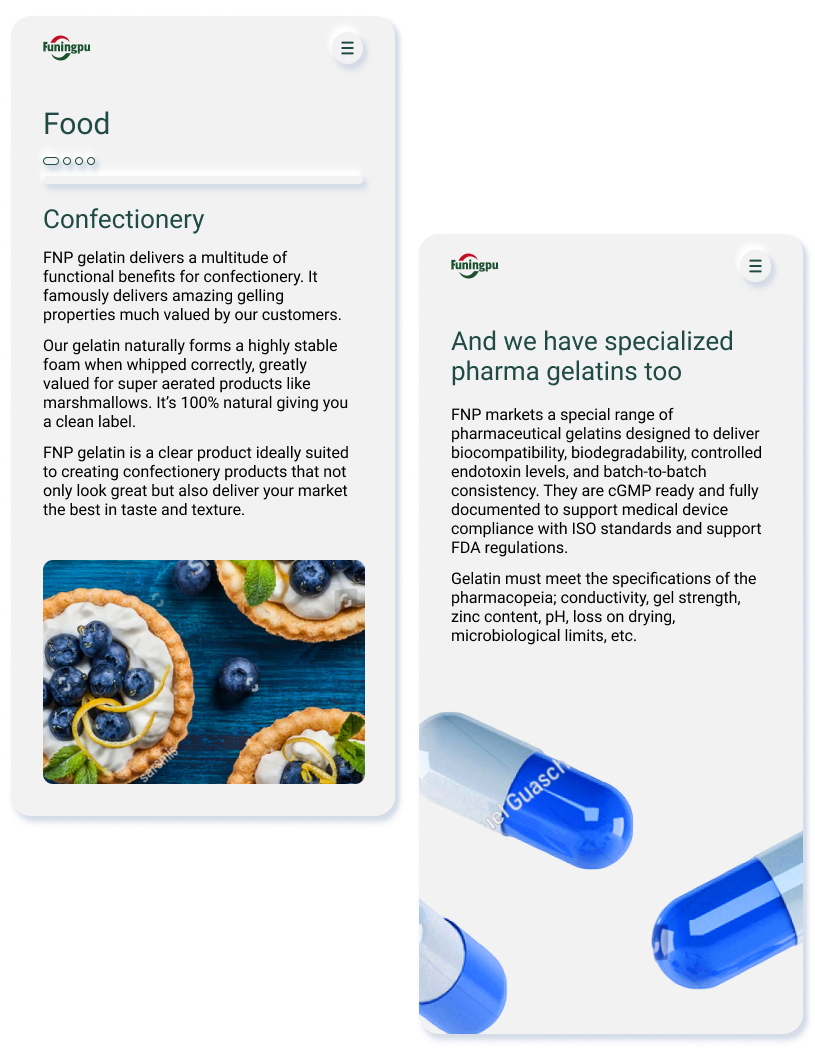 Funingpu
Food
Confectionery
FNP gelatin delivers a multitude of
functional benefits for confectionery. It
famously delivers amazing gelling
properties much valued by our customers.
Our gelatin naturally forms a highly stable
foam when whipped correctly, greatly
valued for super aerated products like
marshmallows. It’s 100% natural giving you
a clean label.
FNP gelatin is a clear product ideally suited
to creating confectionery products that not
only look great but also deliver your market
the best in taste and texture.
Funingpu
And we have specialized
pharma gelatins too
FNP markets a special range of
pharmaceutical gelatins designed to deliver
biocompatibility, biodegradability, controlled
endotoxin levels, and batch-to-batch
consistency. They are cGMP ready and fully
documented to support medical device
compliance with ISO standards and support
FDA regulations.
Gelatin must meet the specifications of the
pharmacopeia; conductivity, gel strength,
zinc content, pH, loss on drying,
microbiological limits, etc.